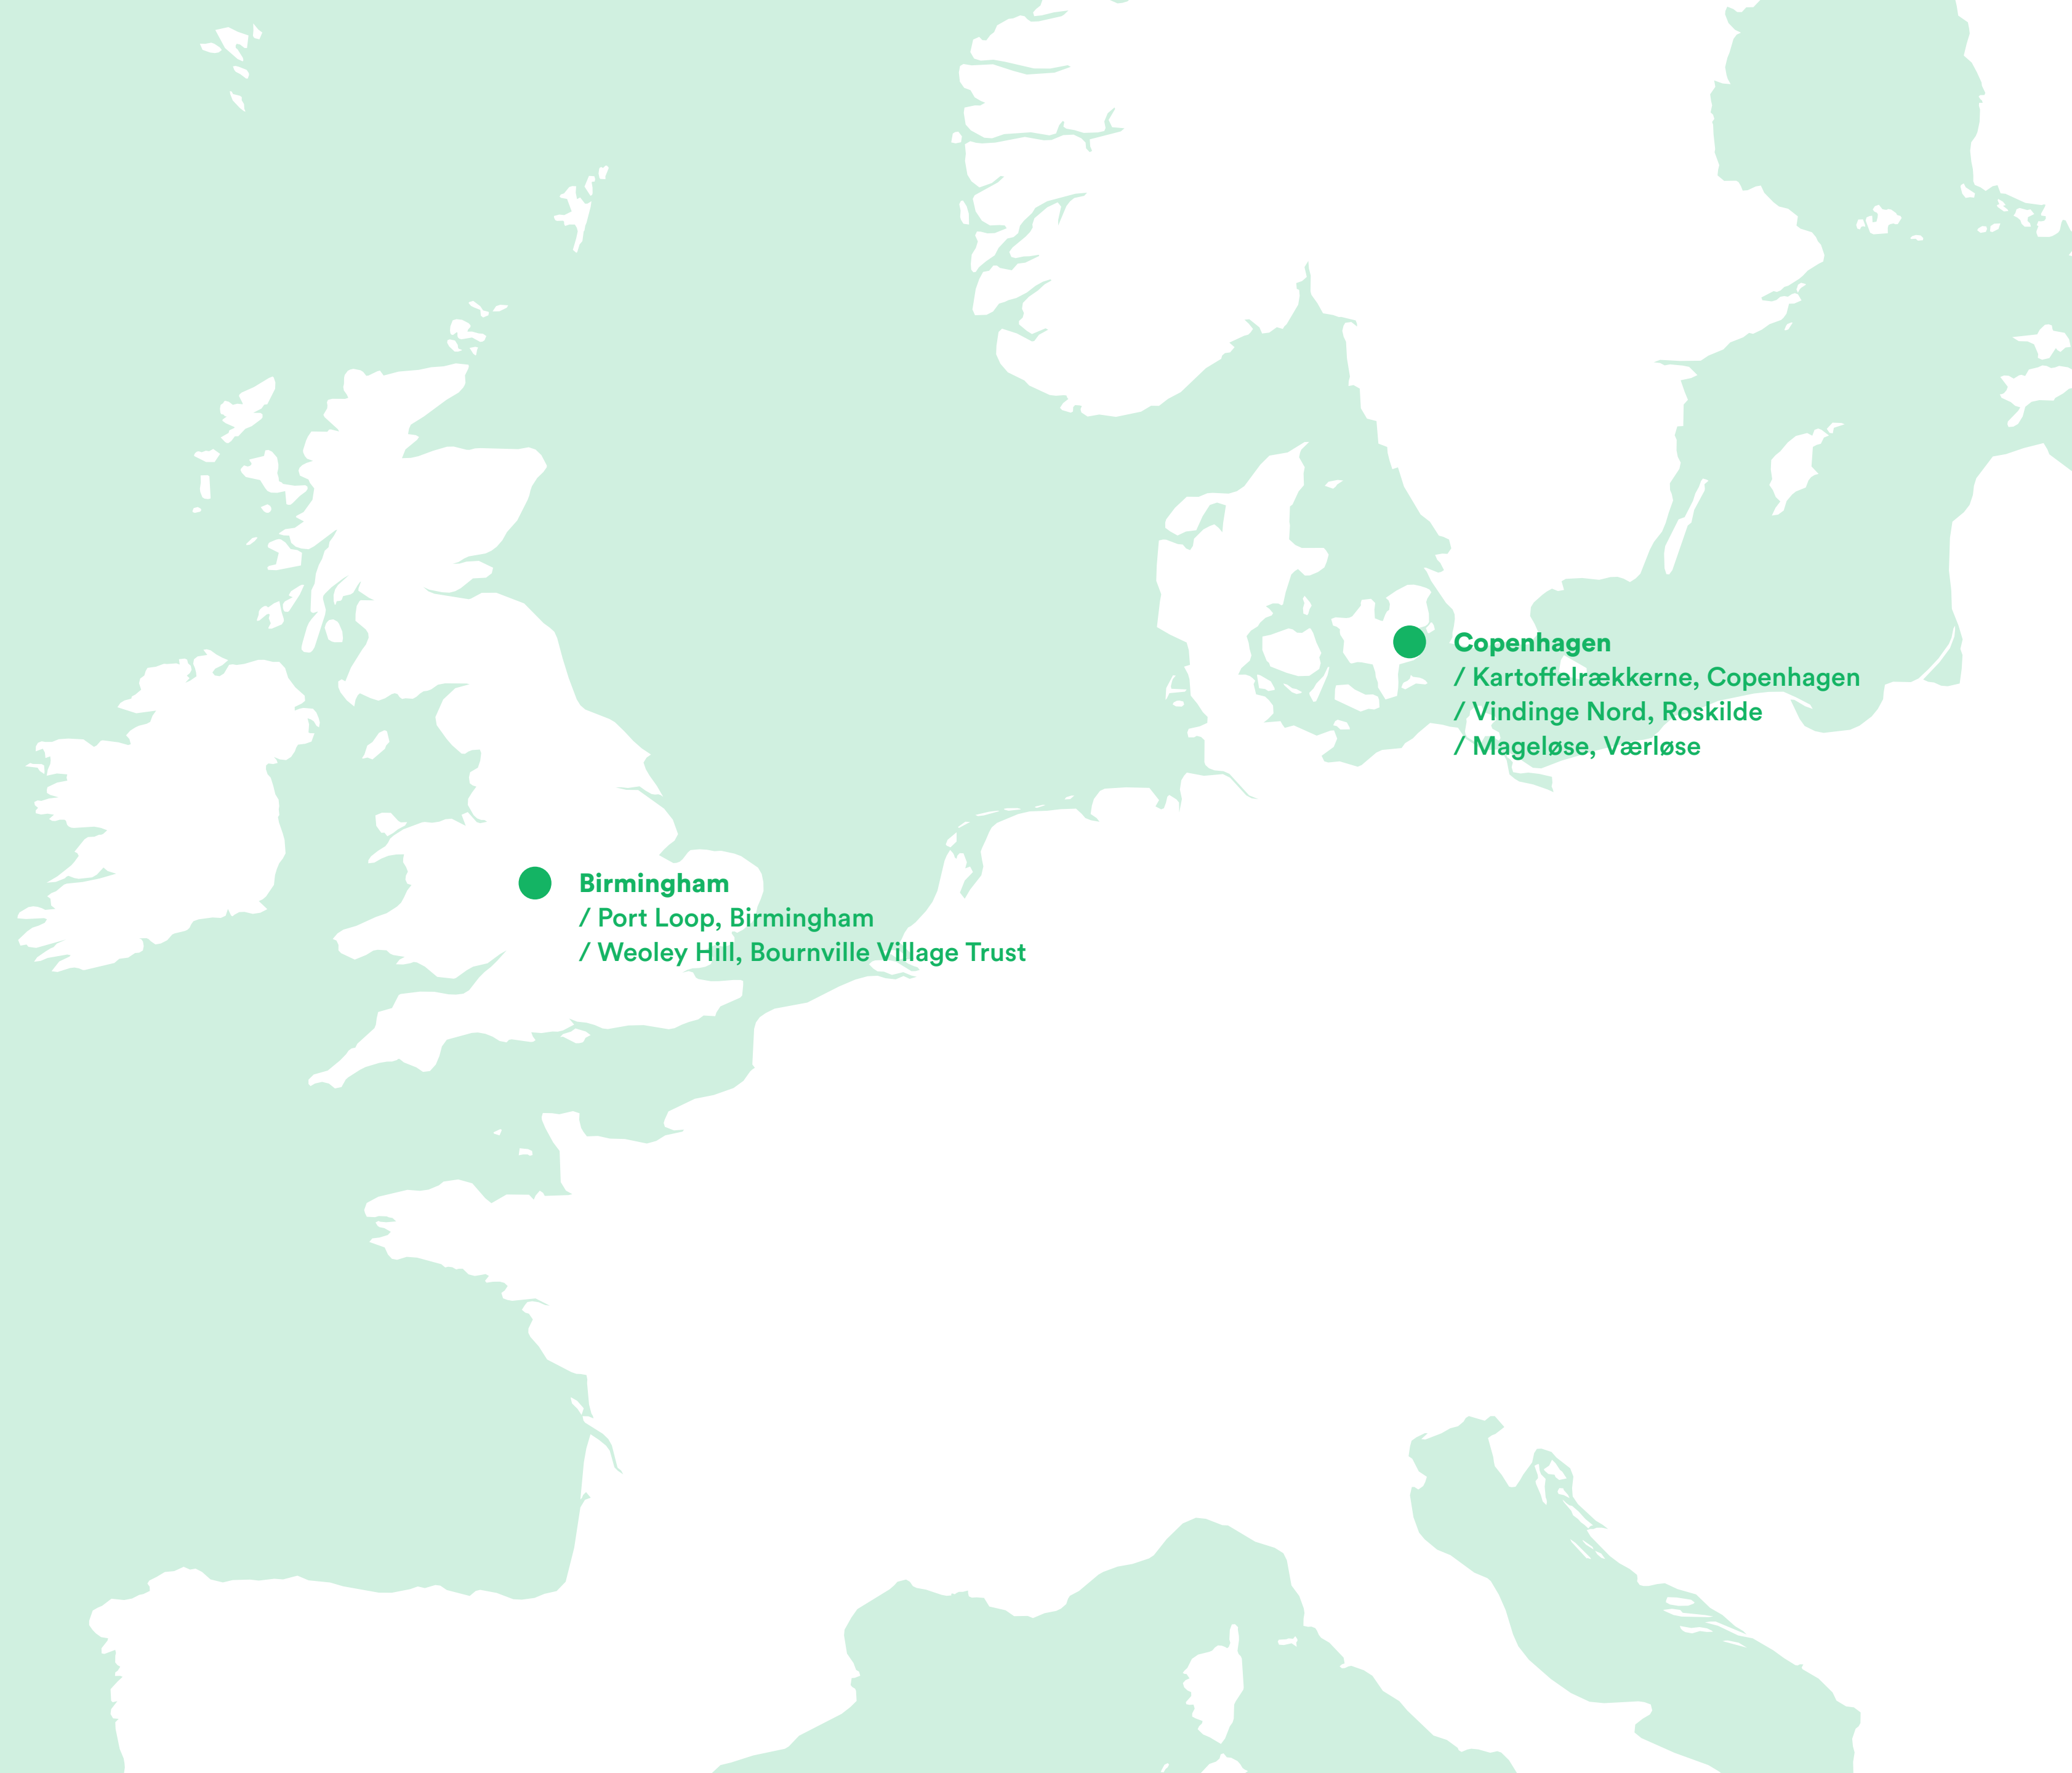 Copenhagen
/ Kartoffelrækkerne, Copenhagen
/ Vindinge Nord, Roskilde
/ Mageløse, Værløse
Birmingham
/ Port Loop, Birmingham
/ Weoley Hill, Bournville Village Trust